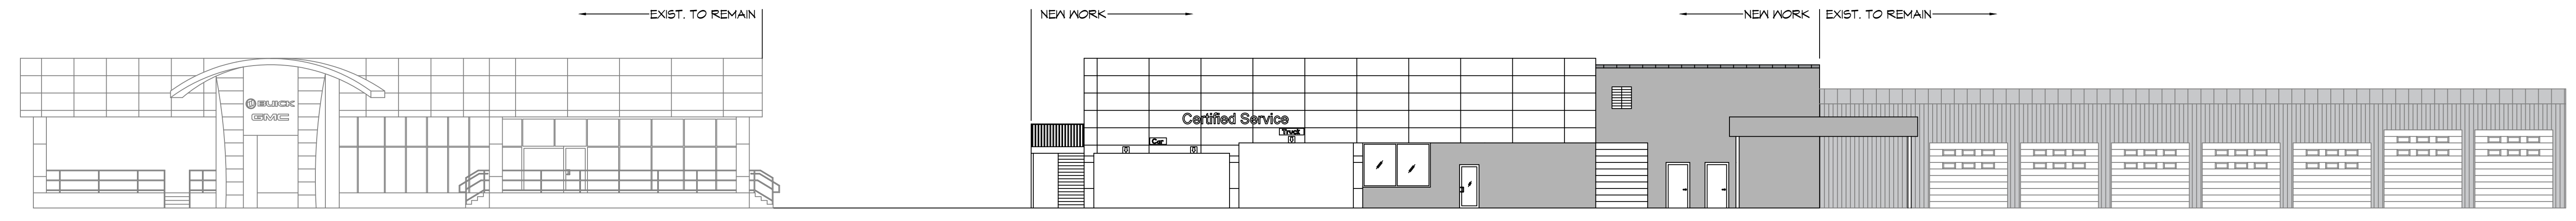 EXIST. TO REMAIN
NEW WORK
NEW WORK
EXIST. TO REMAIN
BUICK
GMC
Certified Service
Truck
Car